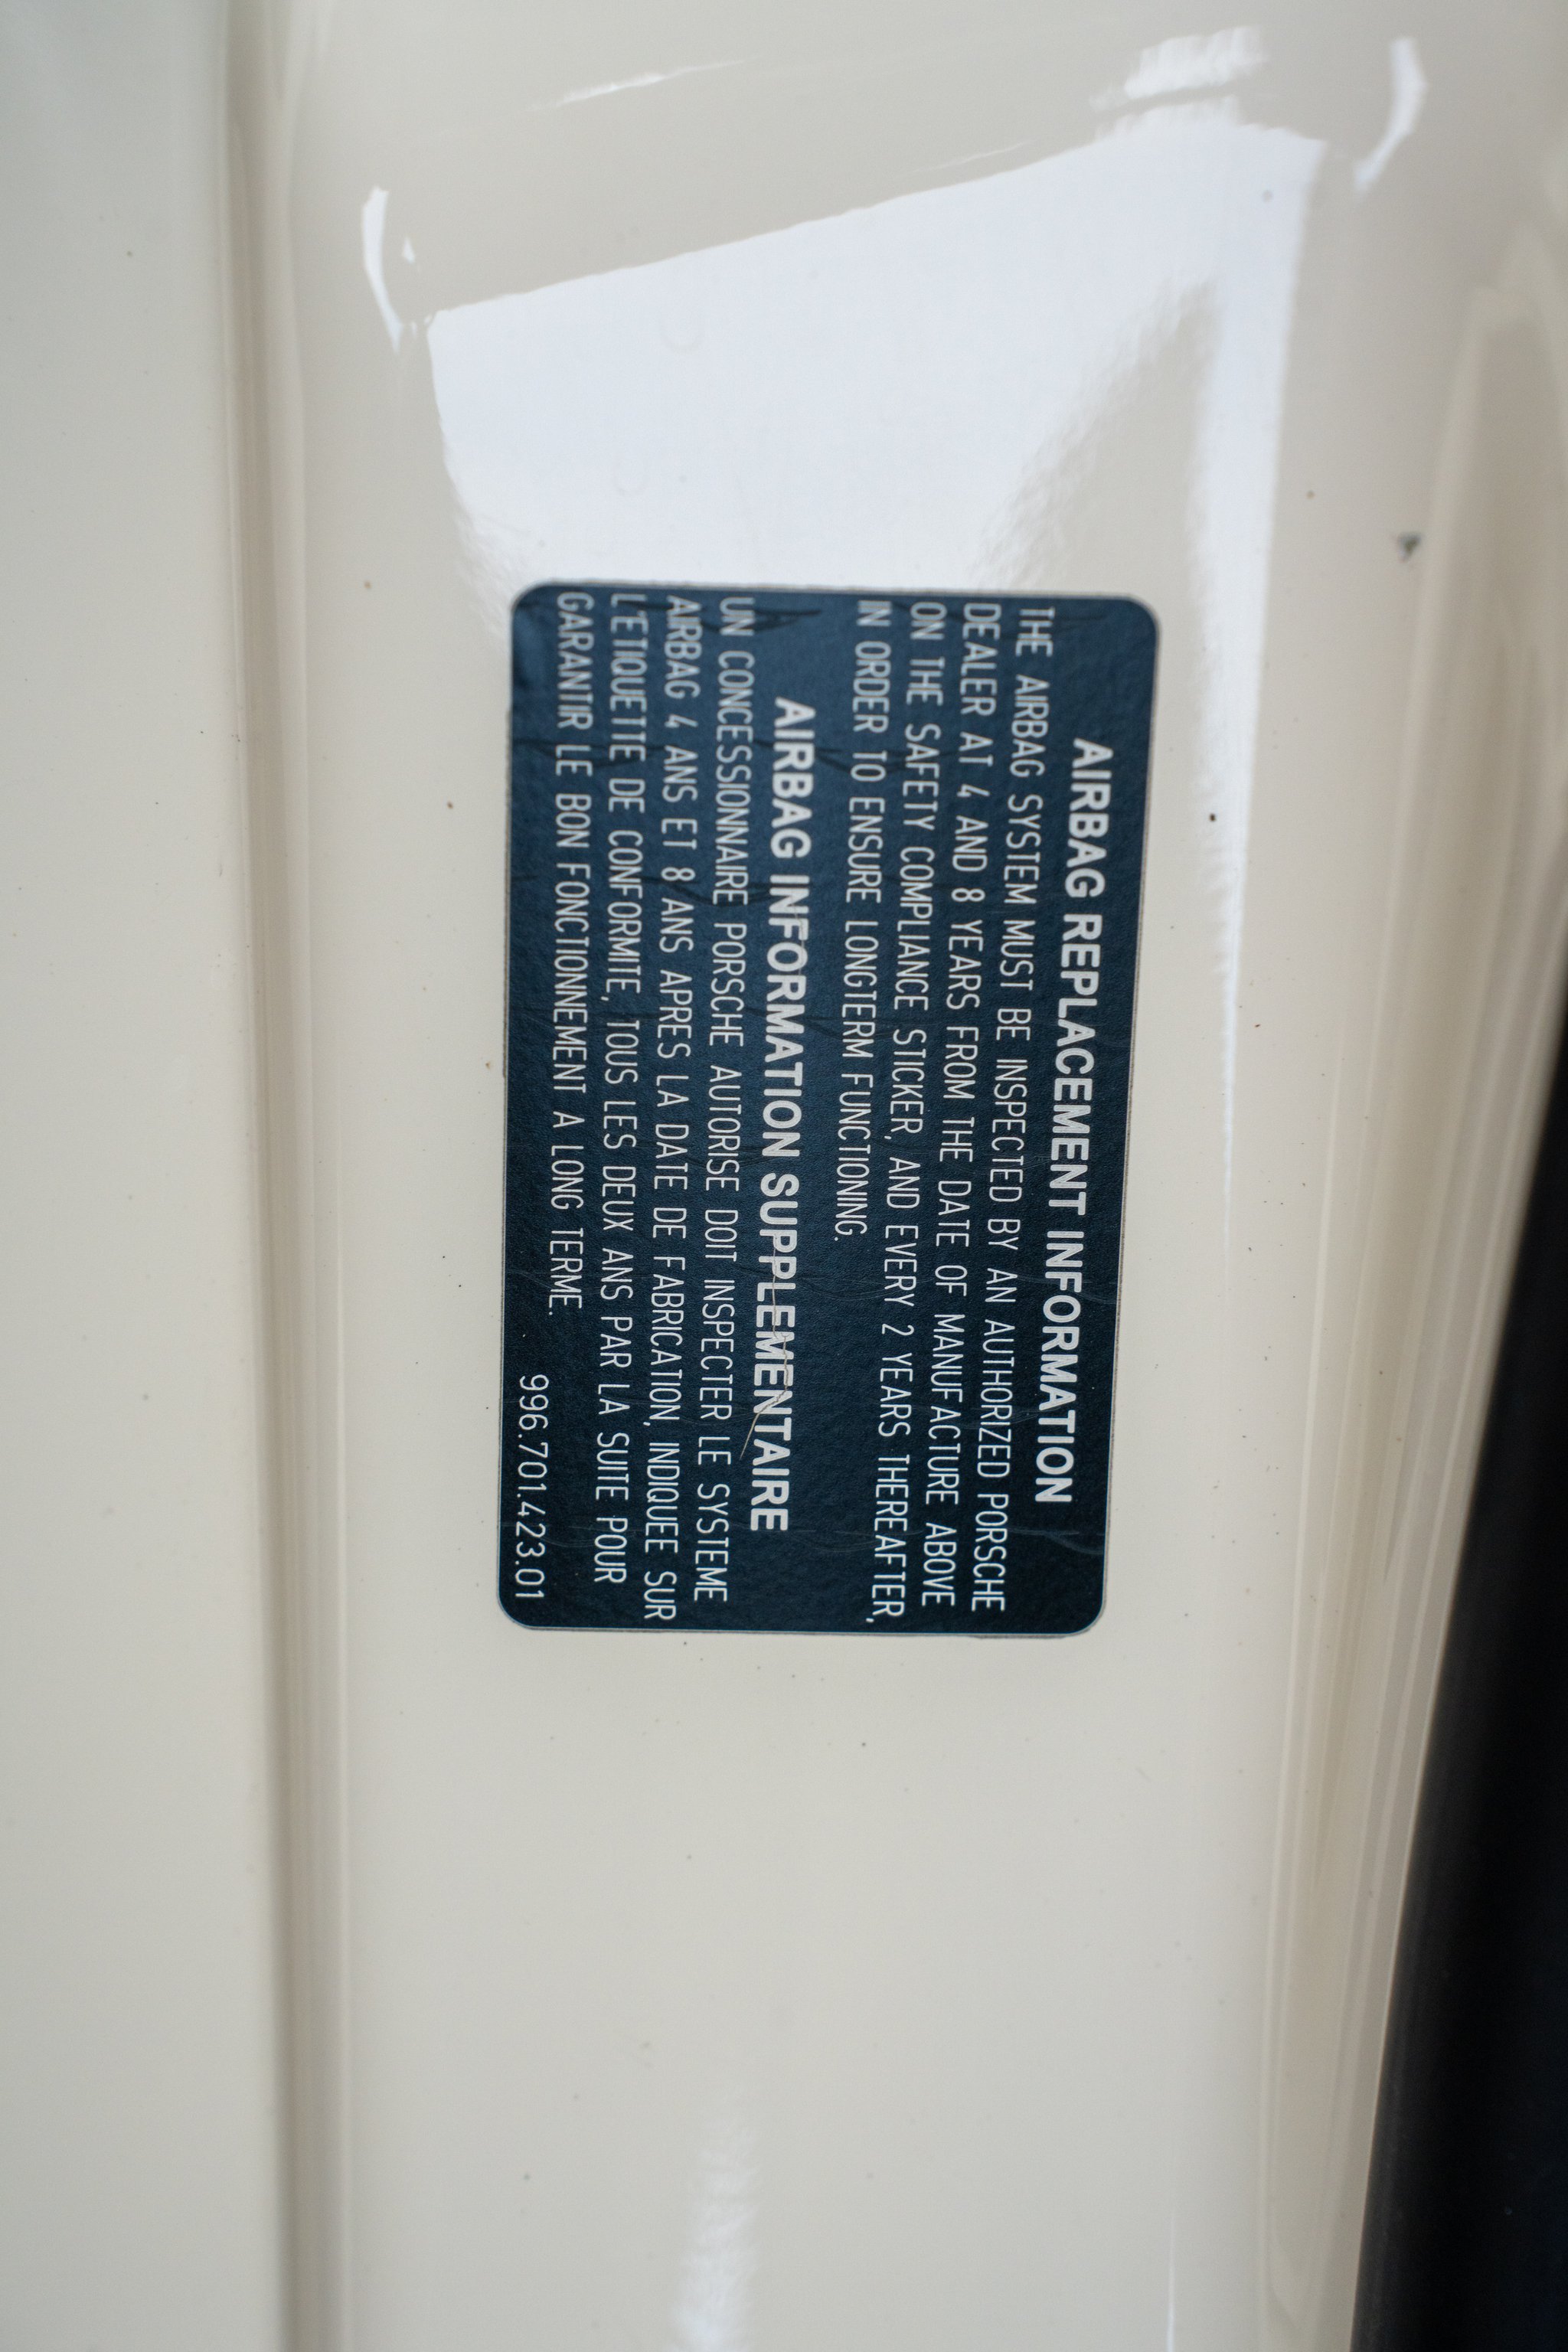 AIRBAG REPLACEMENT INFORMATION
THE AIRBAG SYSTEM MUST BE INSPECTED BY AN AUTHORIZED PORSCHE
DEALER AT 4 AND 8 YEARS FROM THE DATE OF MANUFACTURE ABOVE
ON THE SAFETY COMPLIANCE STICKER, AND EVERY 2 YEARS THEREAFTER,
IN ORDER TO ENSURE LONGTERM FUNCTIONING.
AIRBAG INFORMATION SUPPLEMENTAIRE
UN CONCESSIONNAIRE PORSCHE AUTORISE DOIT INSPECTER LE SYSTEME
AIRBAG 4 ANS ET 8 ANS APRES LA DATE DE FABRICATION, INDIQUEE SUR
L'ETIQUETTE DE CONFORMITE, TOUS LES DEUX ANS PAR LA SUITE POUR
GARANTIR LE BON FONCTIONNEMENT A LONG TERME.
996.701.423.01